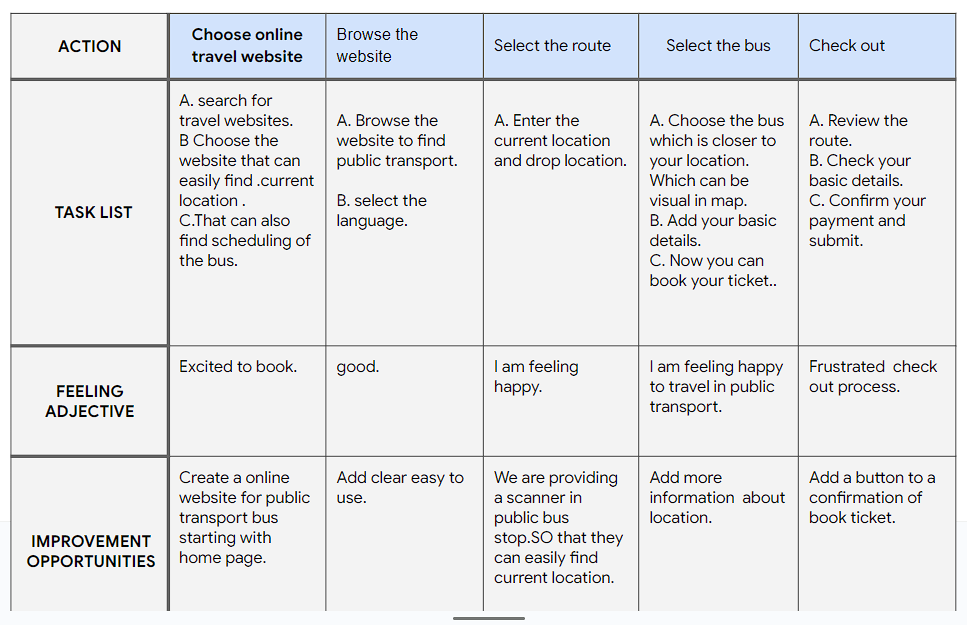 ACTION
Choose online
travel website
Browse the
website
Select the route
Select the bus
Check out
TASK LIST
A. search for
travel websites.
B Choose the
website that can
easily find .current
location .
C.That can also
find scheduling of
the bus.
A. Browse the
website to find
public transport.
B. select the
language.
A. Enter the
current location
and drop location.
A. Choose the bus
which is closer to
your location.
Which can be
visual in map.
B. Add your basic
details.
C. Now you can
book your ticket..
A. Review the
route.
B. Check your
basic details.
C. Confirm your
payment and
submit.
FEELING
ADJECTIVE
Excited to book.
good.
I am feeling
happy.
I am feeling happy
to travel in public
transport.
Frustrated  check
out process.
IMPROVEMENT
OPPORTUNITIES
Create a online
website for public
transport bus
starting with
home page.
Add clear easy to
use.
We are providing
a scanner in
public bus
stop.SO that they
can easily find
current location.
Add more
information  about
location.
Add a button to a
confirmation of
book ticket.